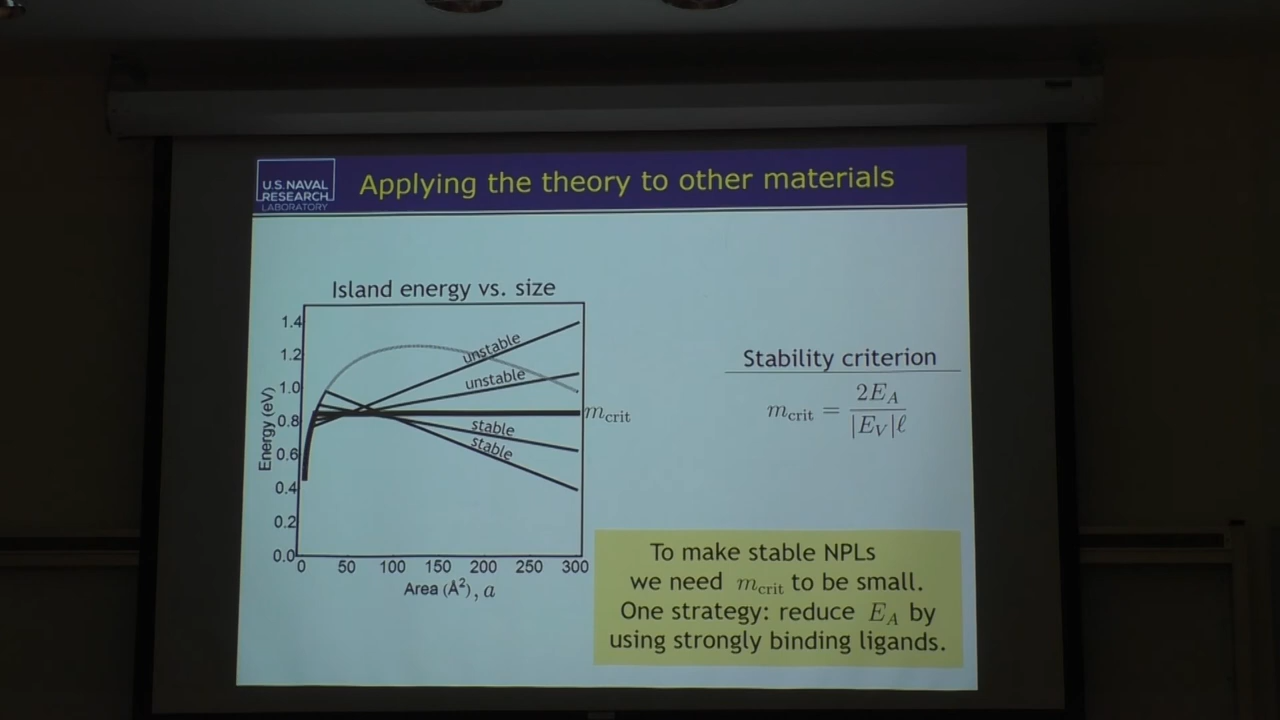 U.S. NAVAL
RESEARCH
LABORATORY
Applying the theory to other materials
Island energy vs. size
Energy (eV)
1.4
1.2
1.0
0.8
0.6
0.4
0.2
0.0
unstable
unstable
m_crit
stable
stable
0 50 100 150 200 250 300
Area (Å²), a
Stability criterion
m_crit = 2E_A / |E_V|ℓ
To make stable NPLs
we need m_crit to be small.
One strategy: reduce E_A by
using strongly binding ligands.